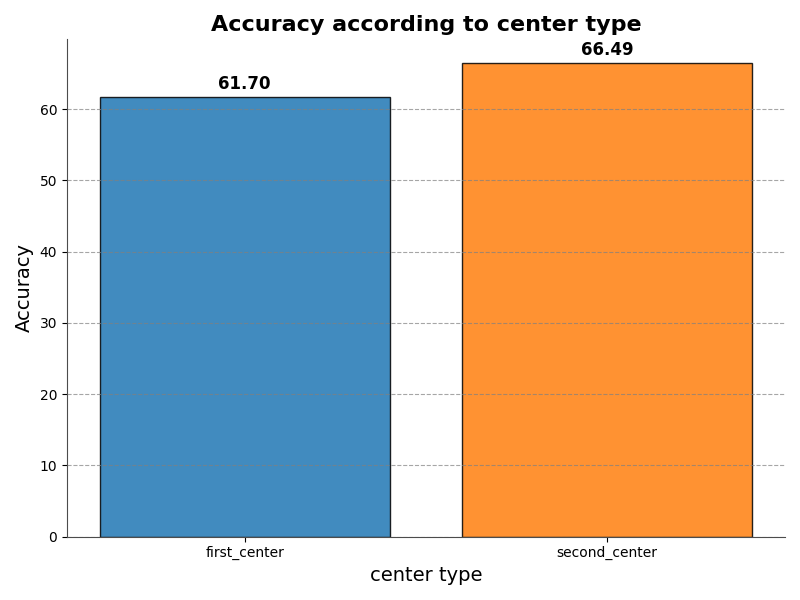 Accuracy according to center type
66.49
61.70
60
50
40
30
20
10
0
Accuracy
first_center
second_center
center type